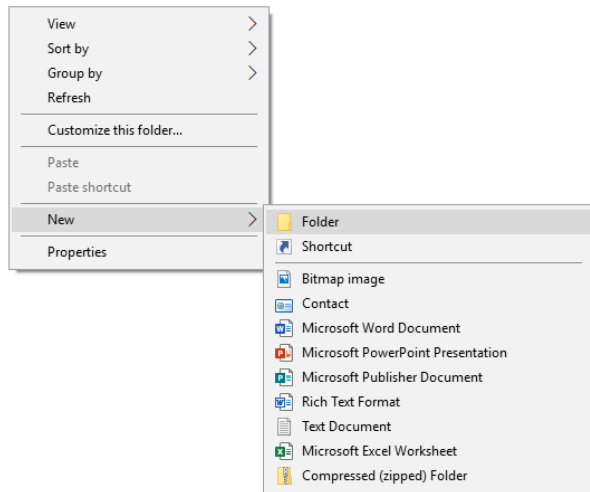 View
Sort by
Group by
Refresh
Customize this folder...
Paste
Paste shortcut
New
Properties
Folder
Shortcut
Bitmap image
Contact
Microsoft Word Document
Microsoft PowerPoint Presentation
Microsoft Publisher Document
Rich Text Format
Text Document
Microsoft Excel Worksheet
Compressed (zipped) Folder